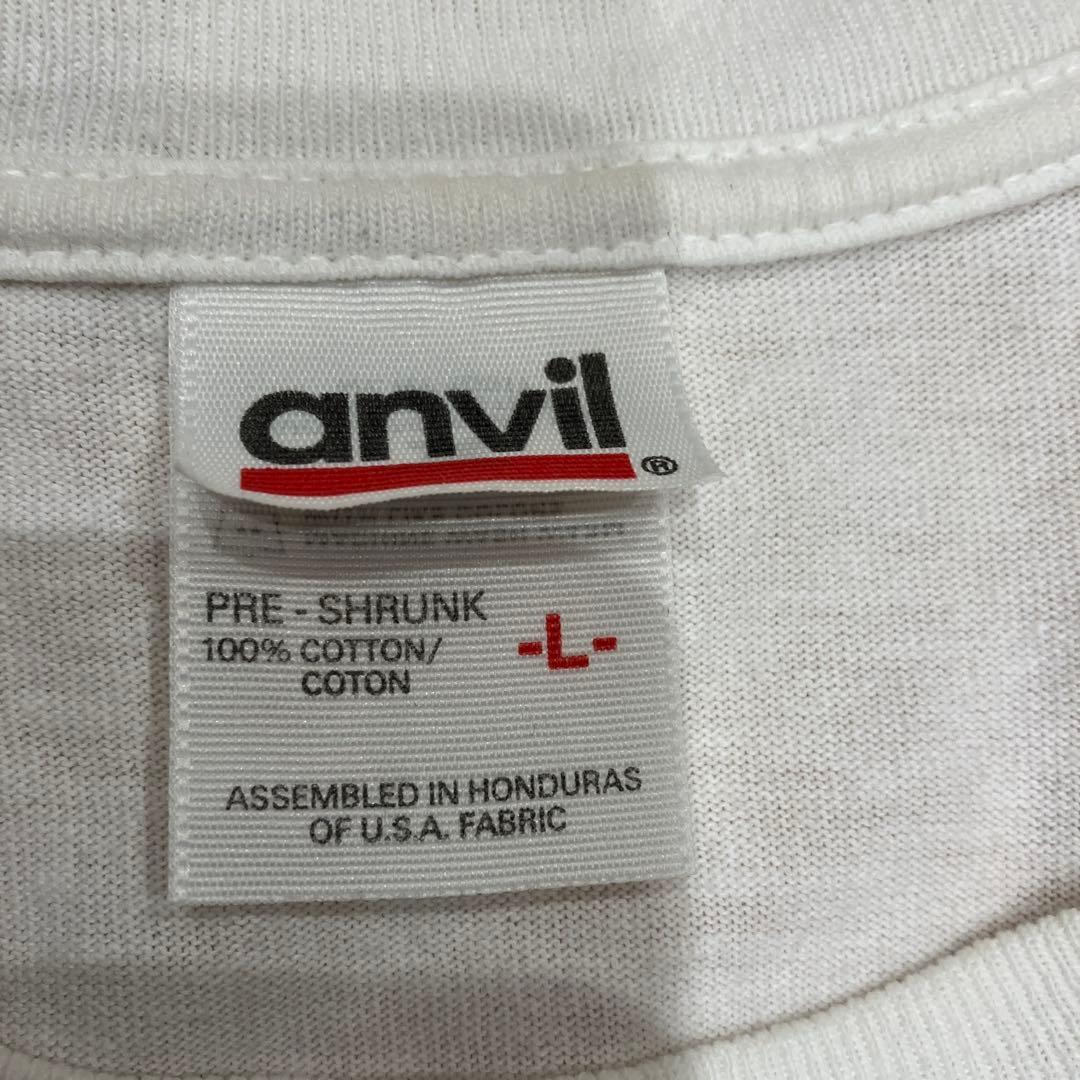 anvil
®
PRE - SHRUNK
100% COTTON/
COTON
-L-
ASSEMBLED IN HONDURAS
OF U.S.A. FABRIC